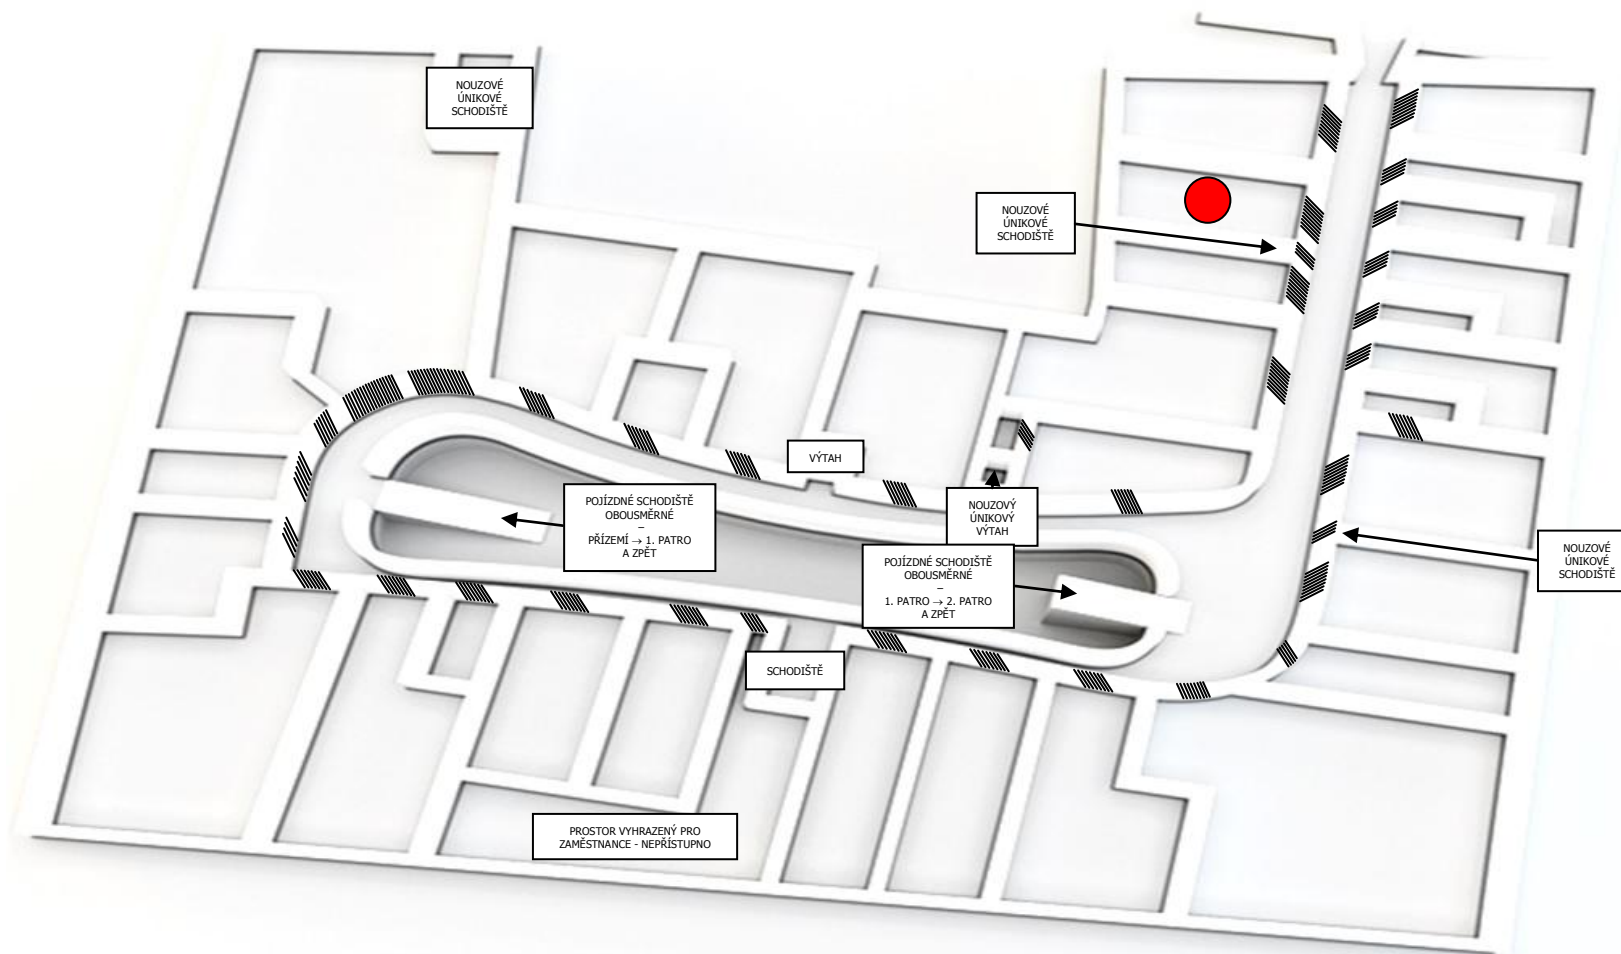 NOUZOVÉ
ÚNIKOVÉ
SCHODIŠTĚ
NOUZOVÉ
ÚNIKOVÉ
SCHODIŠTĚ
VÝTAH
POJÍZDNÉ SCHODIŠTĚ
OBOUSMĚRNÉ
–
PŘÍZEMÍ → 1. PATRO
A ZPĚT
NOUZOVÝ
ÚNIKOVÝ
VÝTAH
POJÍZDNÉ SCHODIŠTĚ
OBOUSMĚRNÉ
–
1. PATRO → 2. PATRO
A ZPĚT
NOUZOVÉ
ÚNIKOVÉ
SCHODIŠTĚ
SCHODIŠTĚ
PROSTOR VYHRAZENÝ PRO
ZAMĚSTNANCE - NEPŘÍSTUPNO